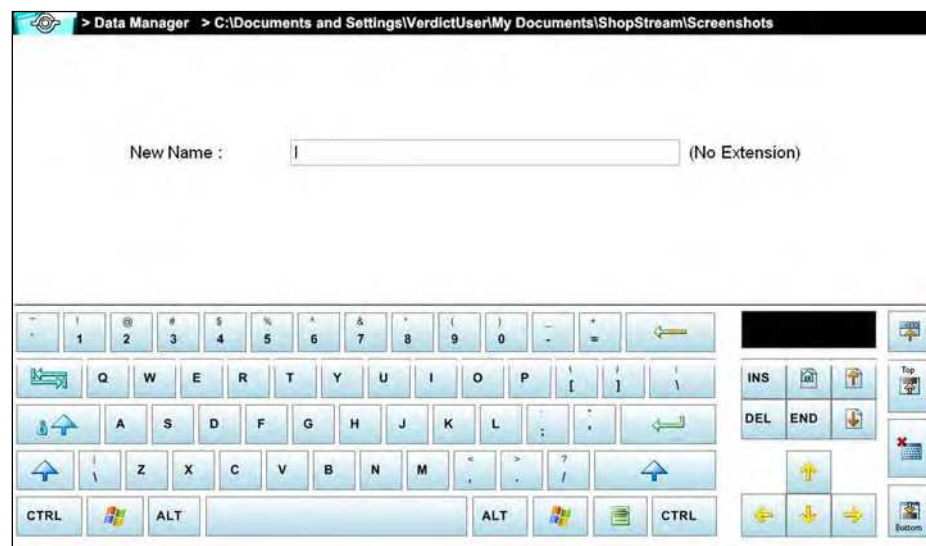 > Data Manager > C:\Documents and Settings\VerdictUser\My Documents\ShopStream\Screenshots
New Name : (No Extension)
! @ # $ % ^ & * ( ) _ +
1 2 3 4 5 6 7 8 9 0 - =
Top
Q W E R T Y U I O P [ ] \ INS
A S D F G H J K L ; DEL END
< > ?
\ Z X C V B N M , . /
CTRL ALT ALT CTRL Bottom